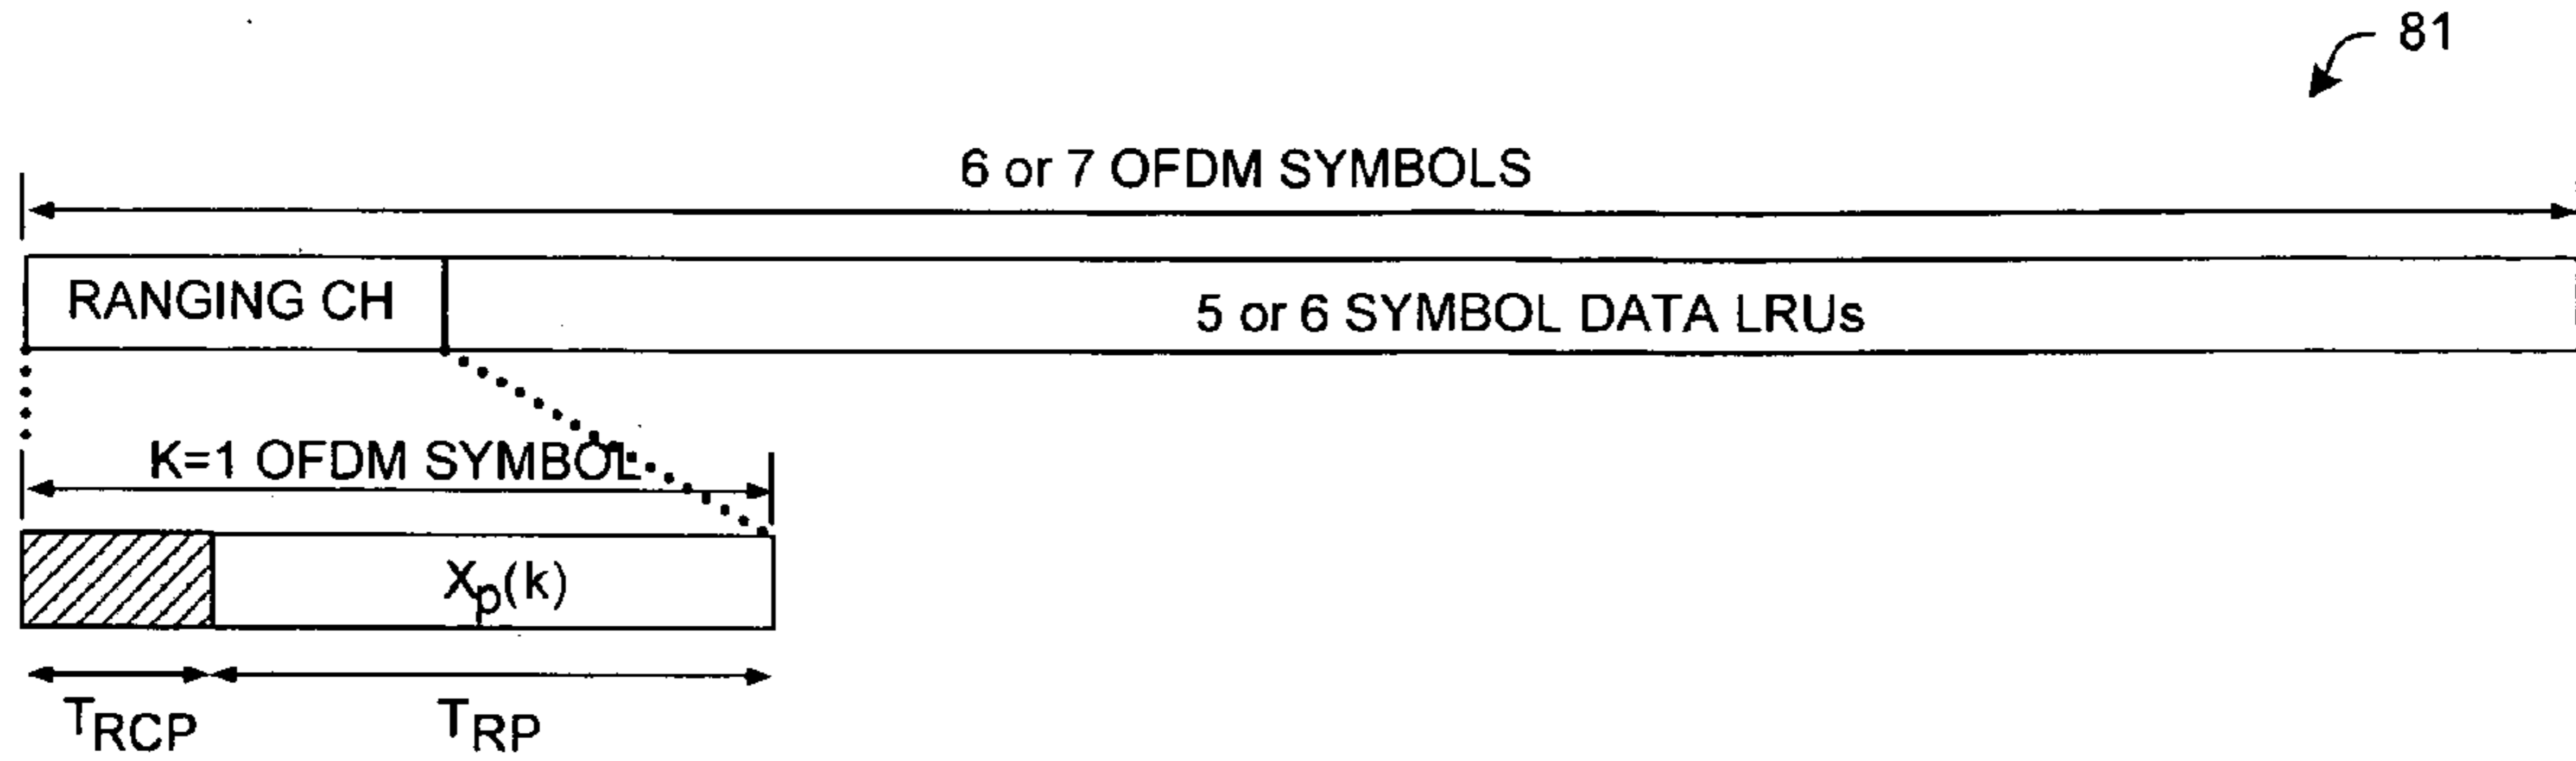 81
6 or 7 OFDM SYMBOLS
RANGING CH
5 or 6 SYMBOL DATA LRUs
K=1 OFDM SYMBOL
Xp(k)
TRCP
TRP